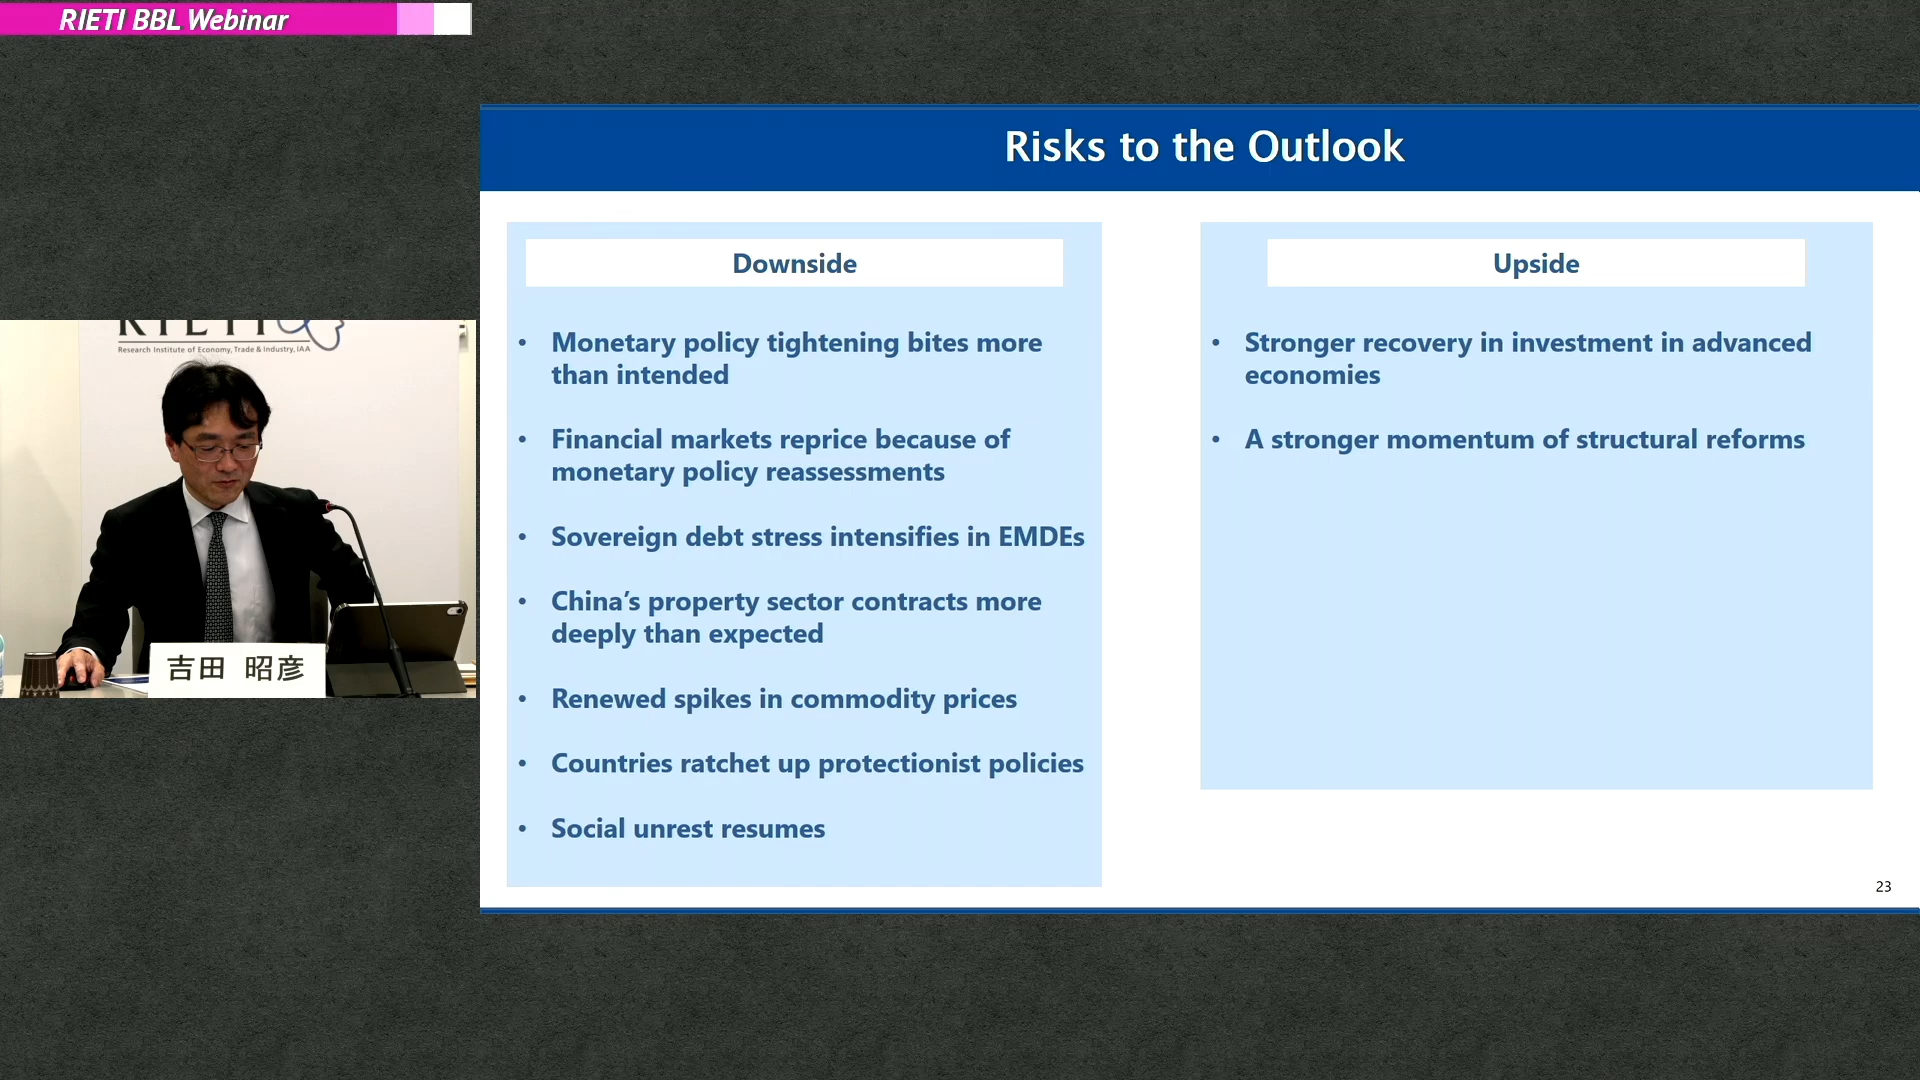 RIETI BBL Webinar
Risks to the Outlook
Downside
• Monetary policy tightening bites more
than intended
• Financial markets reprice because of
monetary policy reassessments
• Sovereign debt stress intensifies in EMDEs
• China’s property sector contracts more
deeply than expected
• Renewed spikes in commodity prices
• Countries ratchet up protectionist policies
• Social unrest resumes
Upside
• Stronger recovery in investment in advanced
economies
• A stronger momentum of structural reforms
23
RIETI
Research Institute of Economy, Trade & Industry, IAA
吉田 昭彦